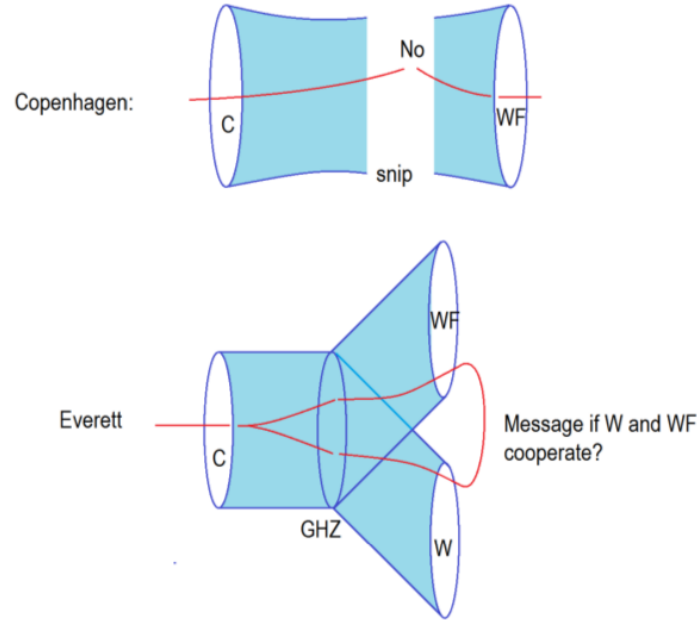 No
Copenhagen:
C
WF
snip
WF
Everett
Message if W and WF
cooperate?
C
GHZ
W